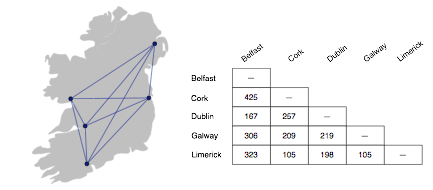 Belfast Cork Dublin Galway Limerick
Belfast —
Cork 425 —
Dublin 167 257 —
Galway 306 209 219 —
Limerick 323 105 198 105 —